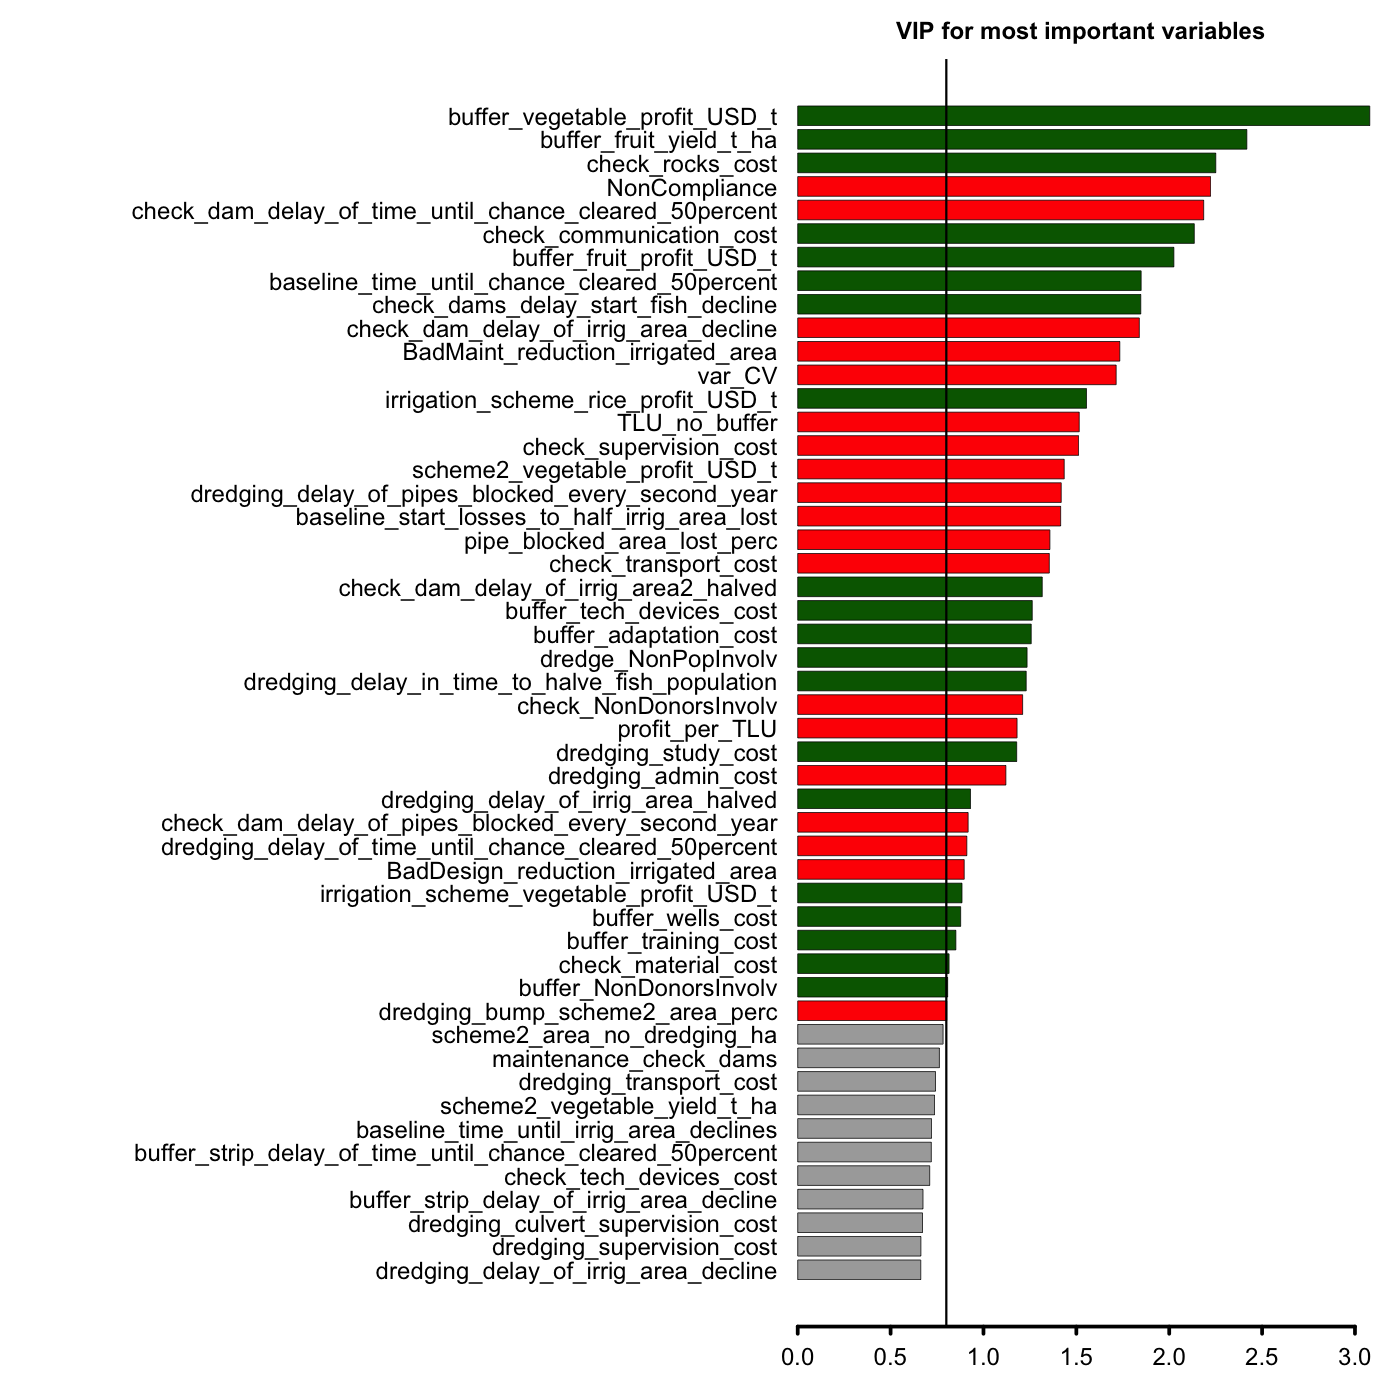 VIP for most important variables
buffer_vegetable_profit_USD_t
buffer_fruit_yield_t_ha
check_rocks_cost
NonCompliance
check_dam_delay_of_time_until_chance_cleared_50percent
check_communication_cost
buffer_fruit_profit_USD_t
baseline_time_until_chance_cleared_50percent
check_dams_delay_start_fish_decline
check_dam_delay_of_irrig_area_decline
BadMaint_reduction_irrigated_area
var_CV
irrigation_scheme_rice_profit_USD_t
TLU_no_buffer
check_supervision_cost
scheme2_vegetable_profit_USD_t
dredging_delay_of_pipes_blocked_every_second_year
baseline_start_losses_to_half_irrig_area_lost
pipe_blocked_area_lost_perc
check_transport_cost
check_dam_delay_of_irrig_area2_halved
buffer_tech_devices_cost
buffer_adaptation_cost
dredge_NonPopInvolv
dredging_delay_in_time_to_halve_fish_population
check_NonDonorsInvolv
profit_per_TLU
dredging_study_cost
dredging_admin_cost
dredging_delay_of_irrig_area_halved
check_dam_delay_of_pipes_blocked_every_second_year
dredging_delay_of_time_until_chance_cleared_50percent
BadDesign_reduction_irrigated_area
irrigation_scheme_vegetable_profit_USD_t
buffer_wells_cost
buffer_training_cost
check_material_cost
buffer_NonDonorsInvolv
dredging_bump_scheme2_area_perc
scheme2_area_no_dredging_ha
maintenance_check_dams
dredging_transport_cost
scheme2_vegetable_yield_t_ha
baseline_time_until_irrig_area_declines
buffer_strip_delay_of_time_until_chance_cleared_50percent
check_tech_devices_cost
buffer_strip_delay_of_irrig_area_decline
dredging_culvert_supervision_cost
dredging_supervision_cost
dredging_delay_of_irrig_area_decline
0.0 0.5 1.0 1.5 2.0 2.5 3.0